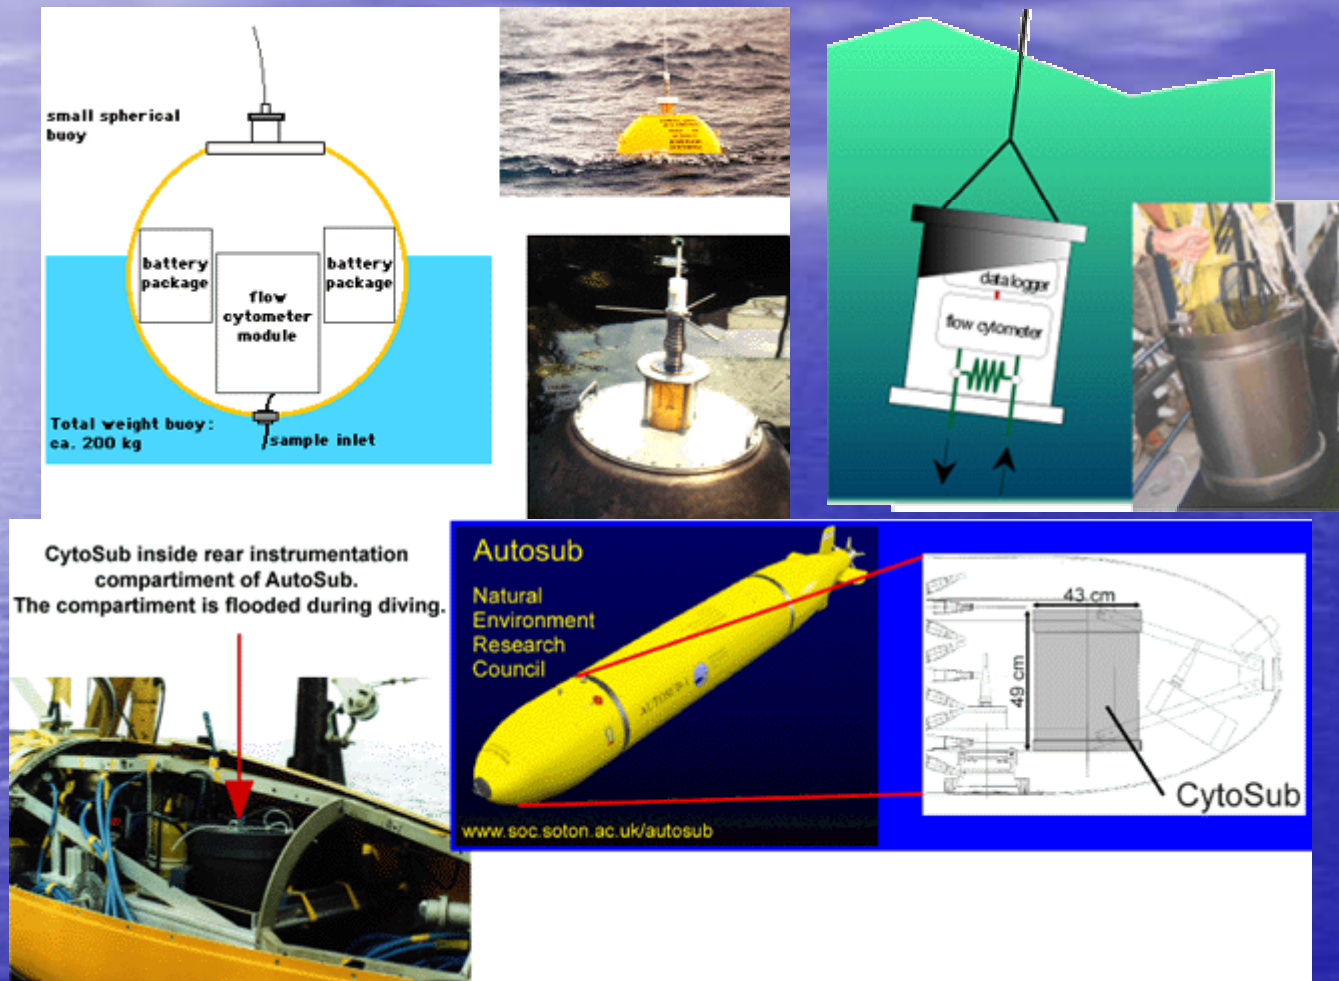 small spherical
buoy
battery
package
flow
cytometer
module
battery
package
Total weight buoy:
ca. 200 kg
sample inlet
data logger
flow cytometer
CytoSub inside rear instrumentation
compartiment of AutoSub.
The compartiment is flooded during diving.
Autosub
Natural
Environment
Research
Council
AUTOSUB-1
www.soc.soton.ac.uk/autosub
43 cm
49 cm
CytoSub